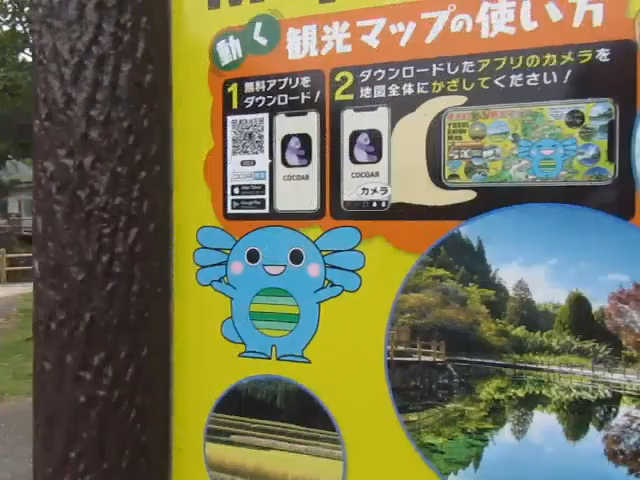 動く 観光マップの使い方
1 無料アプリを
ダウンロード!
COCOAR
2 ダウンロードしたアプリのカメラを
地図全体にかざしてください!
COCOAR
カメラ